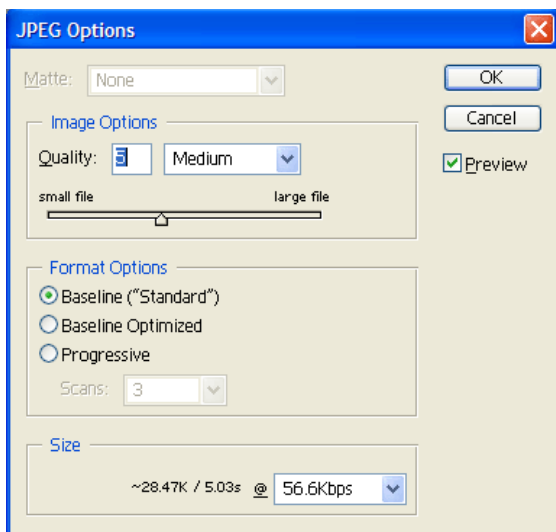 JPEG Options
Matte: None
OK
Cancel
Preview
Image Options
Quality: 5 Medium
small file large file
Format Options
Baseline ("Standard")
Baseline Optimized
Progressive
Scans: 3
Size
~28.47K / 5.03s @ 56.6Kbps